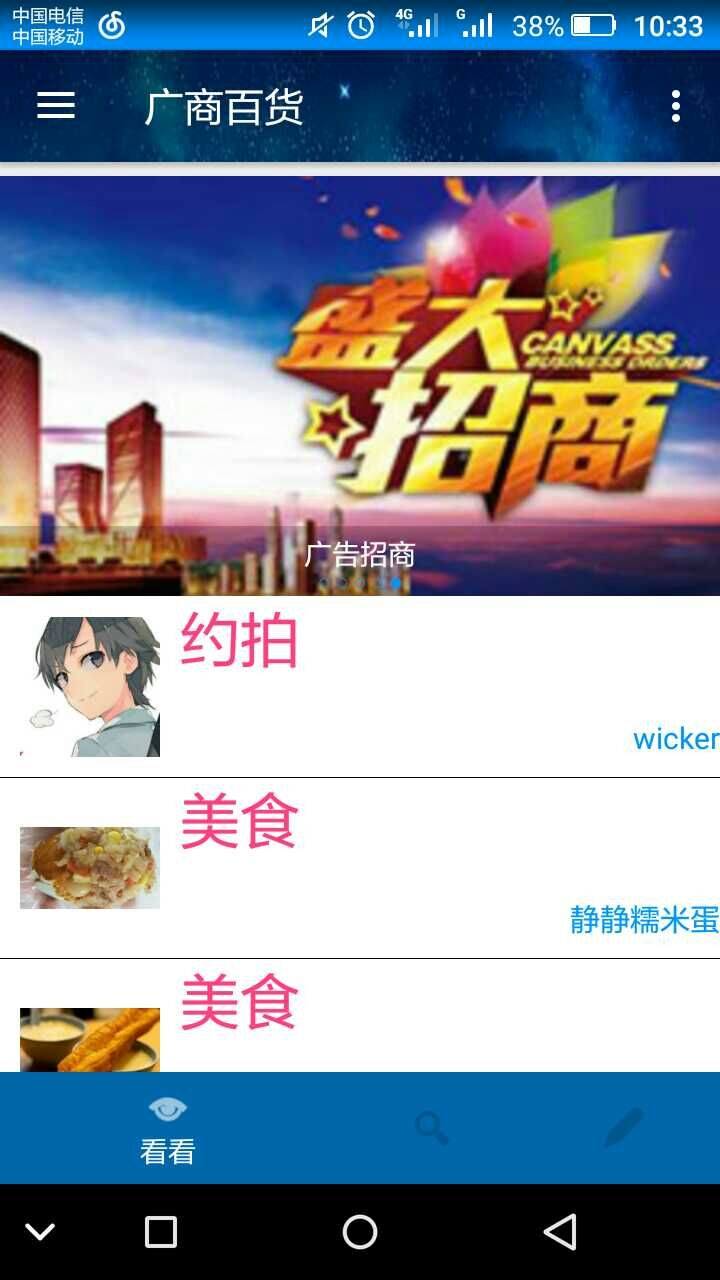 中国电信
中国移动
4G
G
38%
10:33
广商百货
盛大
CANVASS
BUSINESS ORDERS
招商
广告招商
约拍
wicker
美食
静静糯米蛋
美食
看看